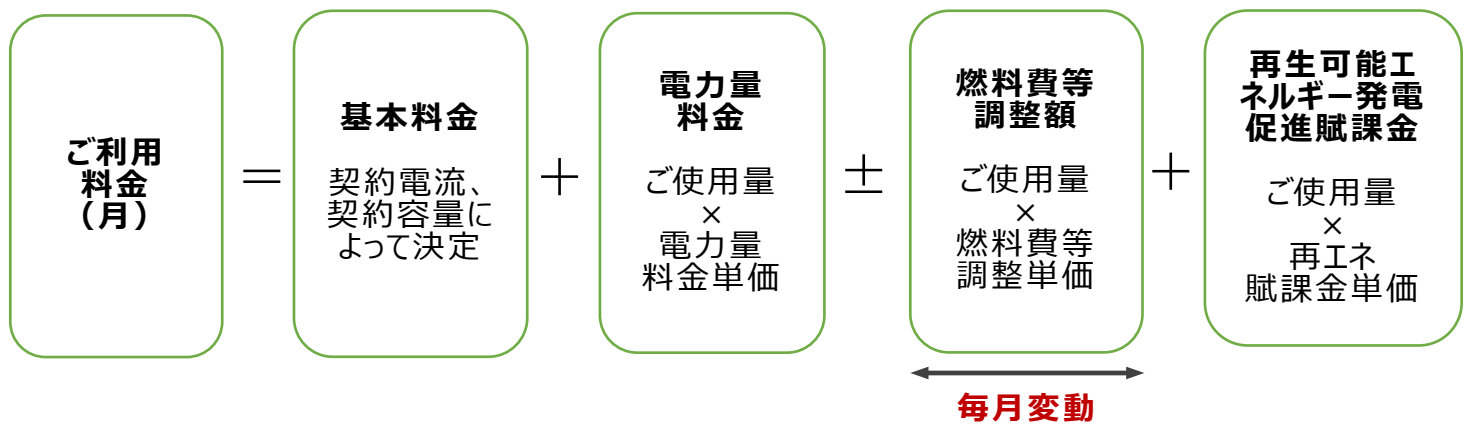 ご利用
料金
（月）
＝
基本料金
契約電流、
契約容量に
よって決定
＋
電力量
料金
ご使用量
×
電力量
料金単価
±
燃料費等
調整額
ご使用量
×
燃料費等
調整単価
＋
再生可能エ
ネルギー発電
促進賦課金
ご使用量
×
再エネ
賦課金単価
毎月変動